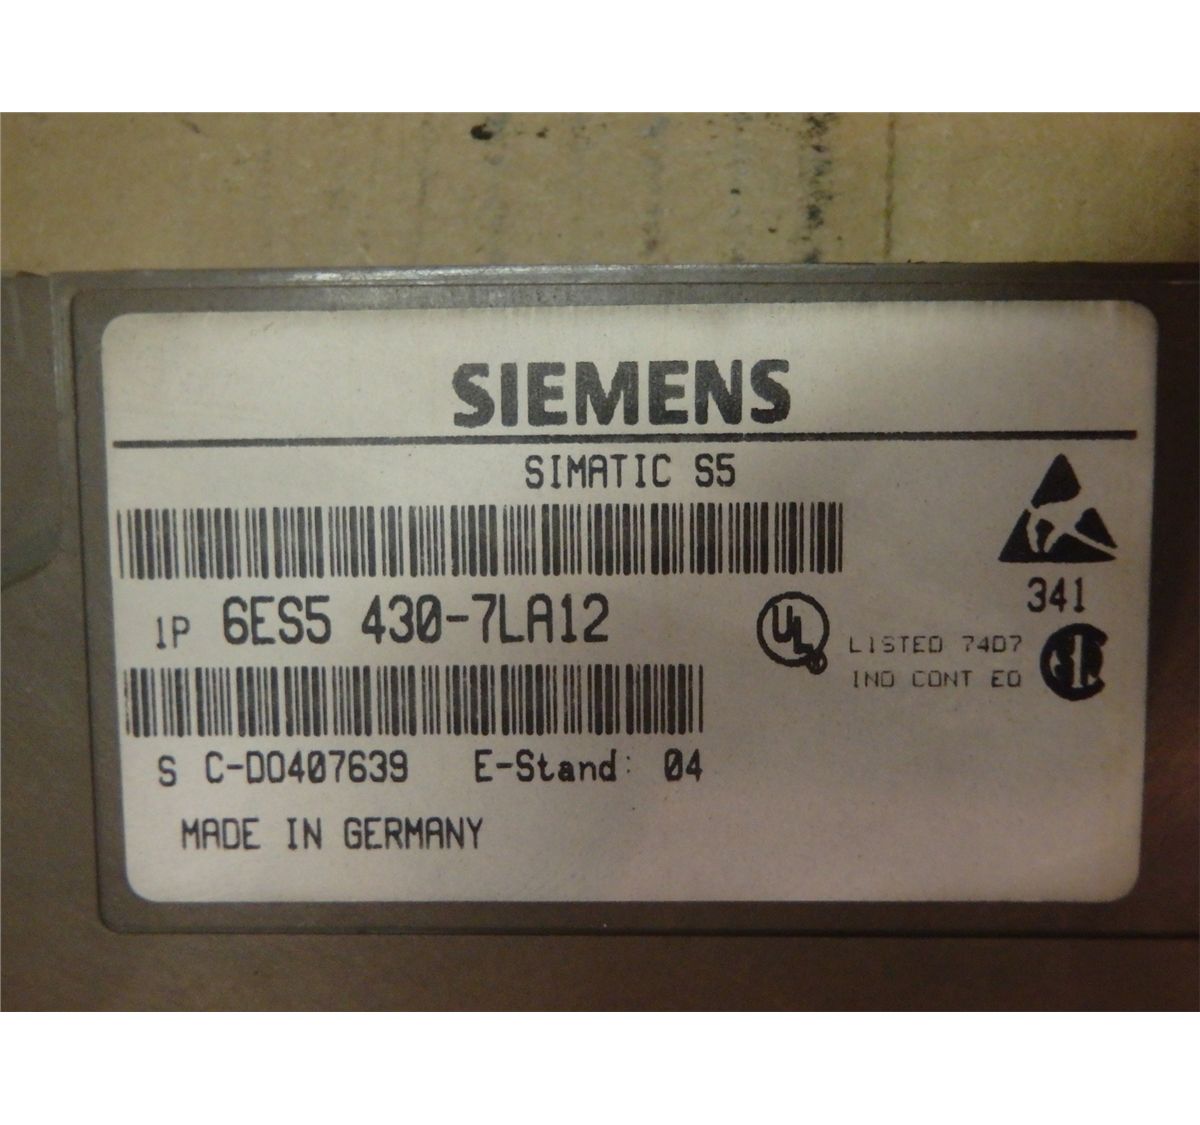 SIEMENS
SIMATIC S5
341
1P 6ES5 430-7LA12
UL LISTED 74D7
IND CONT EQ
S C-D0407639 E-Stand: 04
MADE IN GERMANY